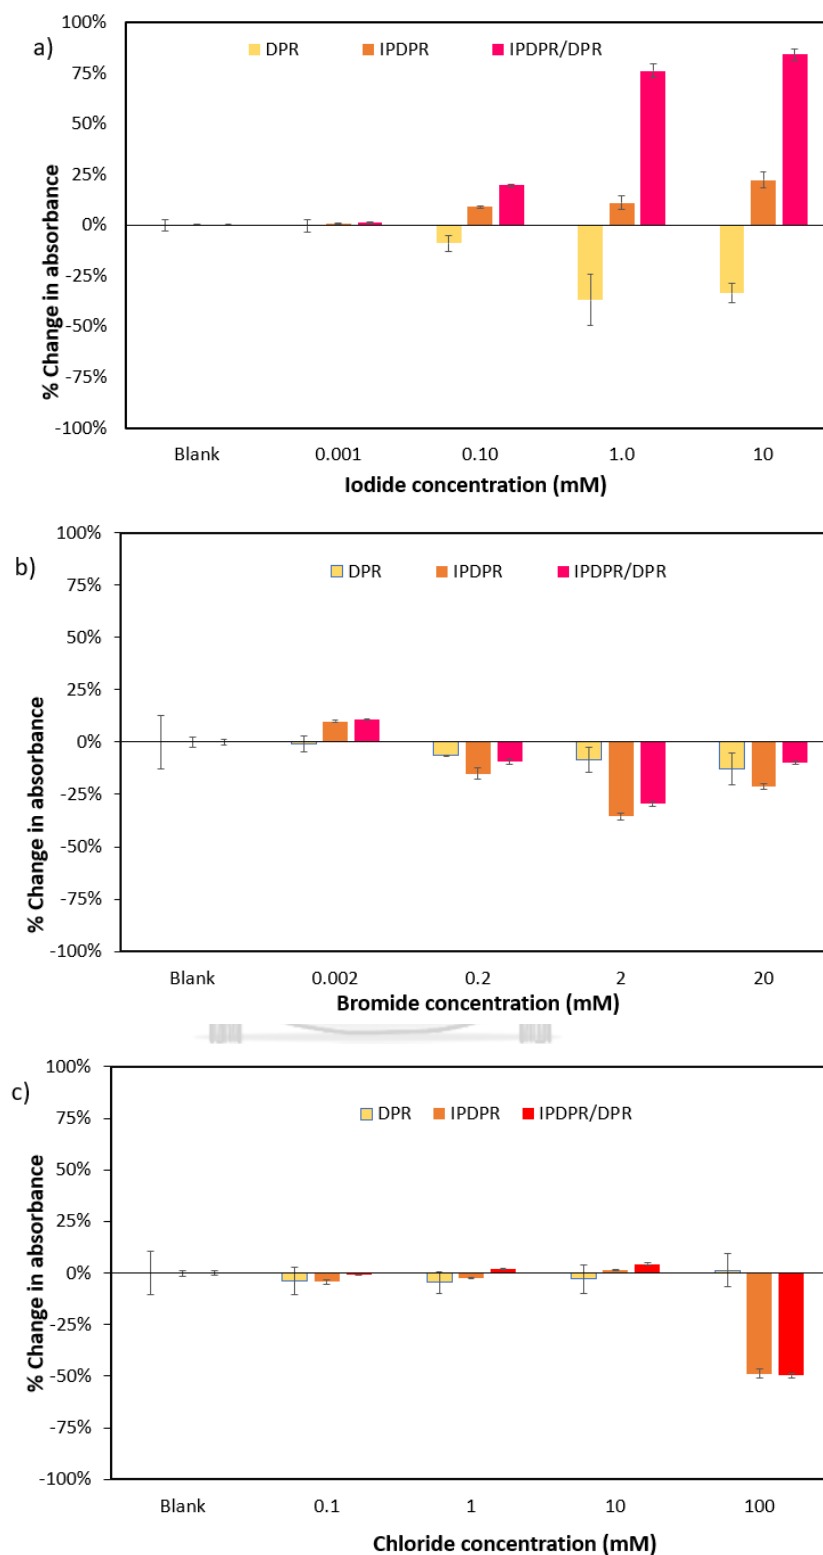 a)
DPR IPDPR IPDPR/DPR
% Change in absorbance
100%
75%
50%
25%
0%
-25%
-50%
-75%
-100%
Blank 0.001 0.10 1.0 10
Iodide concentration (mM)
b)
DPR IPDPR IPDPR/DPR
% Change in absorbance
100%
75%
50%
25%
0%
-25%
-50%
-75%
-100%
Blank 0.002 0.2 2 20
Bromide concentration (mM)
c)
DPR IPDPR IPDPR/DPR
% Change in absorbance
100%
75%
50%
25%
0%
-25%
-50%
-75%
-100%
Blank 0.1 1 10 100
Chloride concentration (mM)